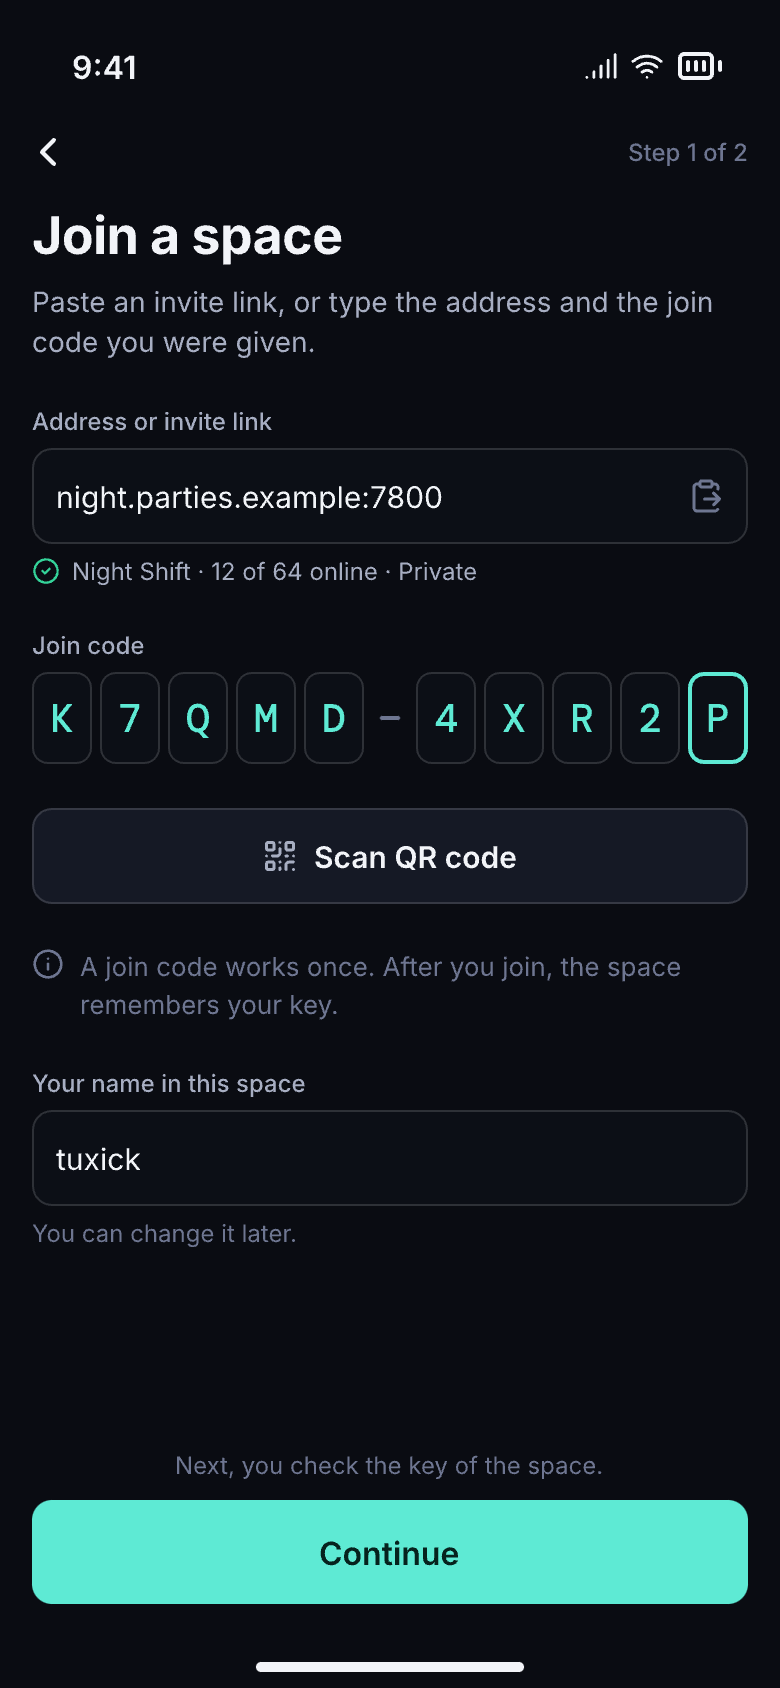 9:41
Step 1 of 2
Join a space
Paste an invite link, or type the address and the join
code you were given.
Address or invite link
night.parties.example:7800
Night Shift · 12 of 64 online · Private
Join code
K 7 Q M D – 4 X R 2 P
Scan QR code
A join code works once. After you join, the space
remembers your key.
Your name in this space
tuxick
You can change it later.
Next, you check the key of the space.
Continue